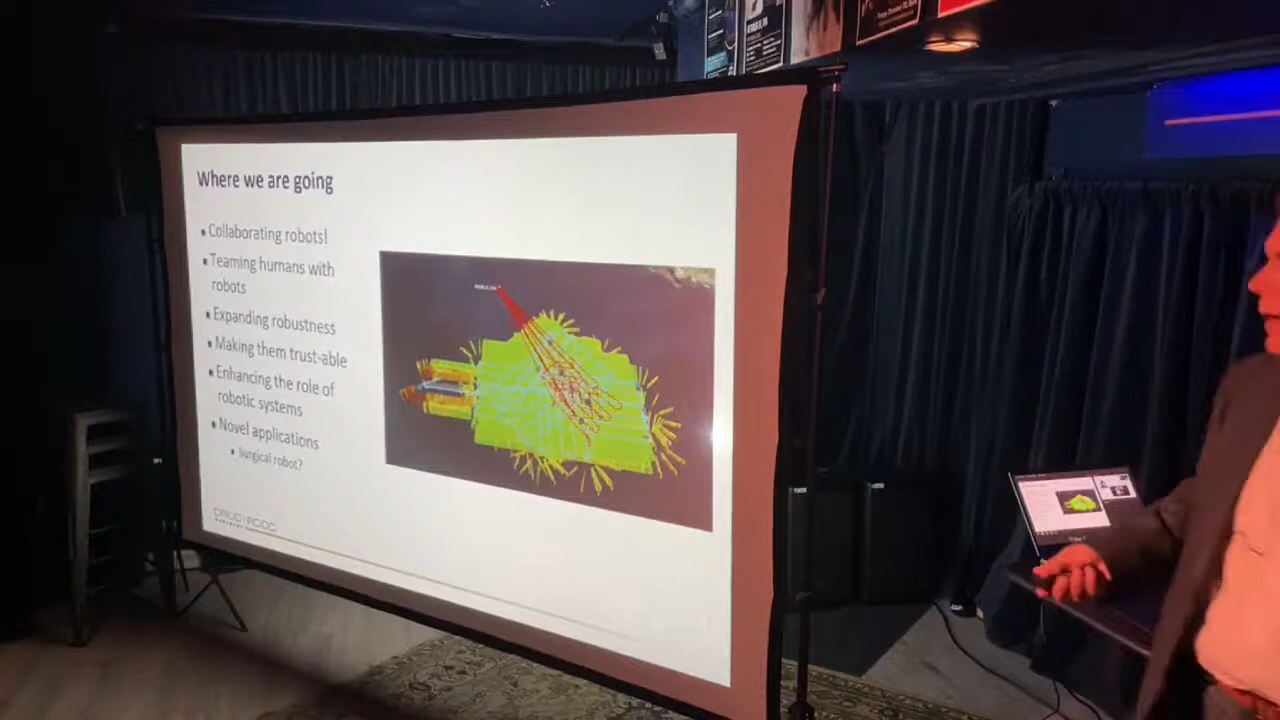 Where we are going
Collaborating robots!
Teaming humans with
robots
Expanding robustness
Making them trust-able
Enhancing the role of
robotic systems
Novel applications
Surgical robot?